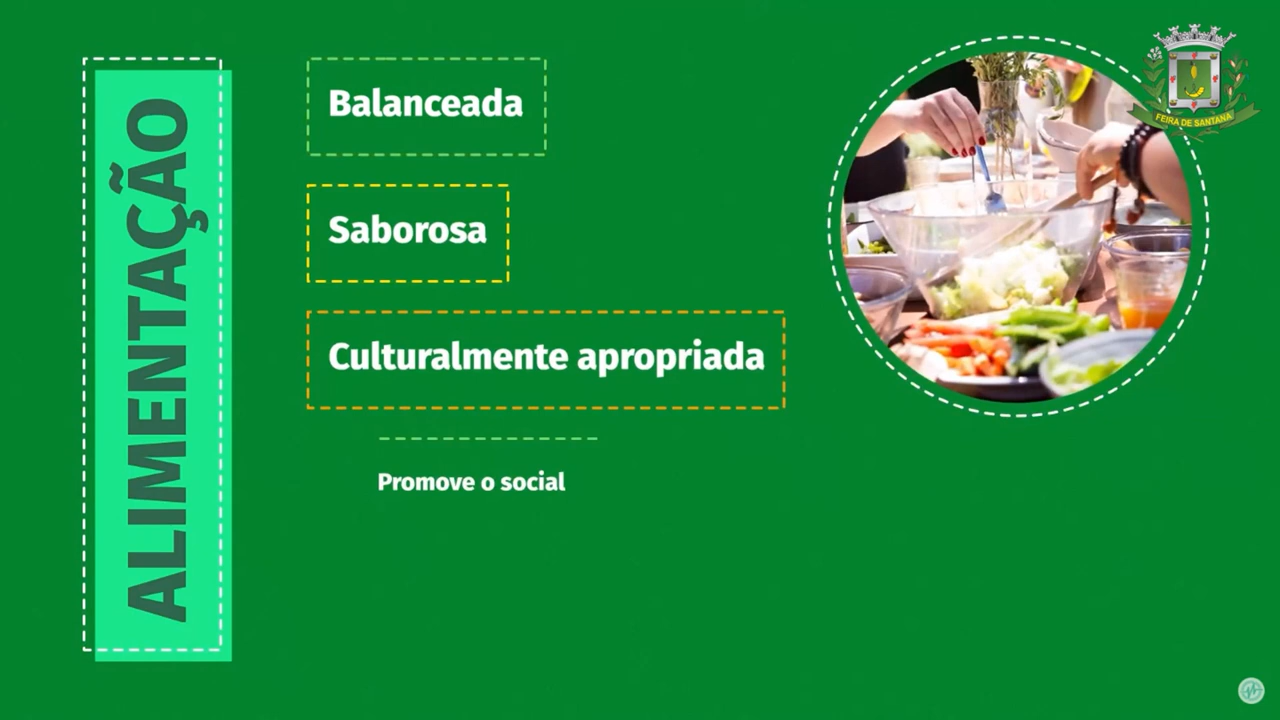 ALIMENTAÇÃO
Balanceada
Saborosa
Culturalmente apropriada
Promove o social
FEIRA DE SANTANA